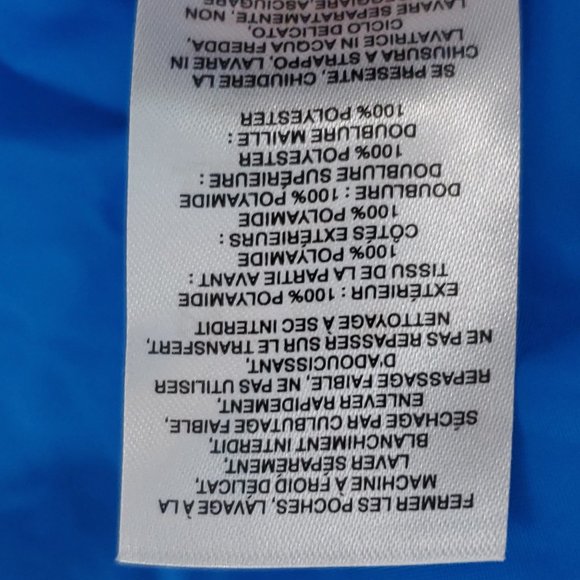 FERMER LES POCHES, LAVAGE À LA
MACHINE À FROID DÉLICAT,
LAVER SÉPAREMENT,
BLANCHIMENT INTERDIT,
SÉCHAGE PAR CULBUTAGE FAIBLE,
ENLEVER RAPIDEMENT,
REPASSAGE FAIBLE, NE PAS UTILISER
D'ADOUCISSANT,
NE PAS REPASSER SUR LE TRANSFERT,
NETTOYAGE À SEC INTERDIT
EXTÉRIEUR : 100% POLYAMIDE
TISSU DE LA PARTIE AVANT :
100% POLYAMIDE
CÔTÉS EXTÉRIEURS :
100% POLYAMIDE
DOUBLURE : 100% POLYAMIDE
DOUBLURE SUPÉRIEURE :
100% POLYESTER
DOUBLURE MAILLE :
100% POLYESTER
SE PRESENTE, CHIUDERE LA
CHIUSURA A STRAPPO, LAVARE IN
LAVATRICE IN ACQUA FREDDA,
CICLO DELICATO,
LAVARE SEPARATAMENTE, NON
ASCIUGARE